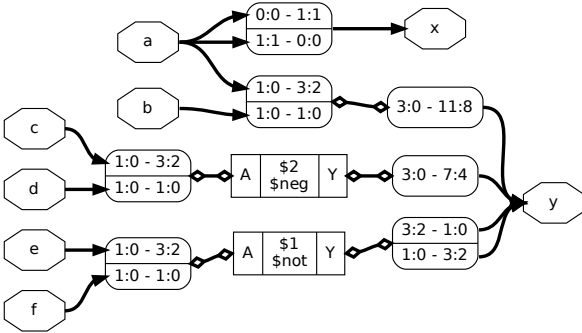 a
0:0 - 1:1
1:1 - 0:0
x
b
1:0 - 3:2
1:0 - 1:0
3:0 - 11:8
c
d
1:0 - 3:2
1:0 - 1:0
A
$2
$neg
Y
3:0 - 7:4
y
e
f
1:0 - 3:2
1:0 - 1:0
A
$1
$not
Y
3:2 - 1:0
1:0 - 3:2